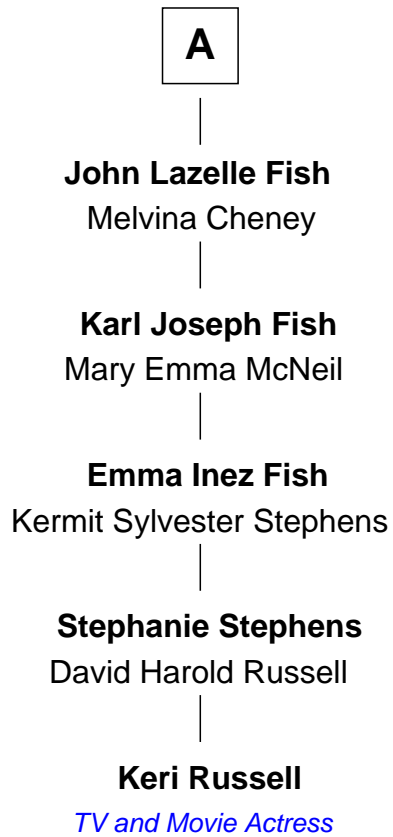 A
John Lazelle Fish
Melvina Cheney
Karl Joseph Fish
Mary Emma McNeil
Emma Inez Fish
Kermit Sylvester Stephens
Stephanie Stephens
David Harold Russell
Keri Russell
TV and Movie Actress